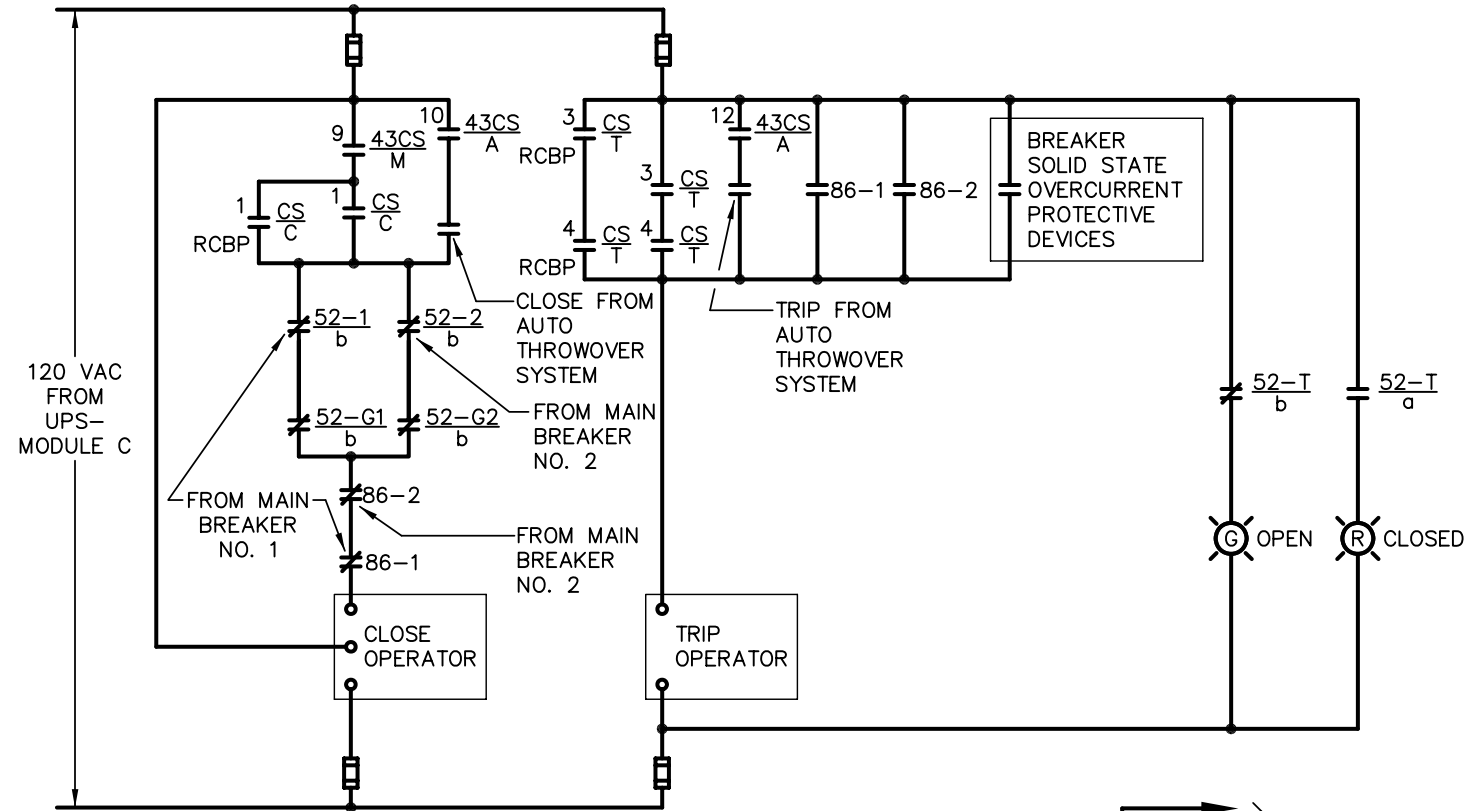 120 VAC
FROM
UPS-
MODULE C
9
43CS
M
10
43CS
A
1
CS
C
RCBP
1
CS
C
52-1
b
52-2
b
52-G1
b
52-G2
b
CLOSE FROM
AUTO
THROWOVER
SYSTEM
FROM MAIN
BREAKER
NO. 2
FROM MAIN
BREAKER
NO. 1
86-2
86-1
FROM MAIN
BREAKER
NO. 2
CLOSE
OPERATOR
3
CS
T
RCBP
3
CS
T
4
CS
T
RCBP
4
CS
T
12
43CS
A
TRIP FROM
AUTO
THROWOVER
SYSTEM
86-1
86-2
BREAKER
SOLID STATE
OVERCURRENT
PROTECTIVE
DEVICES
TRIP
OPERATOR
52-T
b
52-T
a
G
OPEN
R
CLOSED